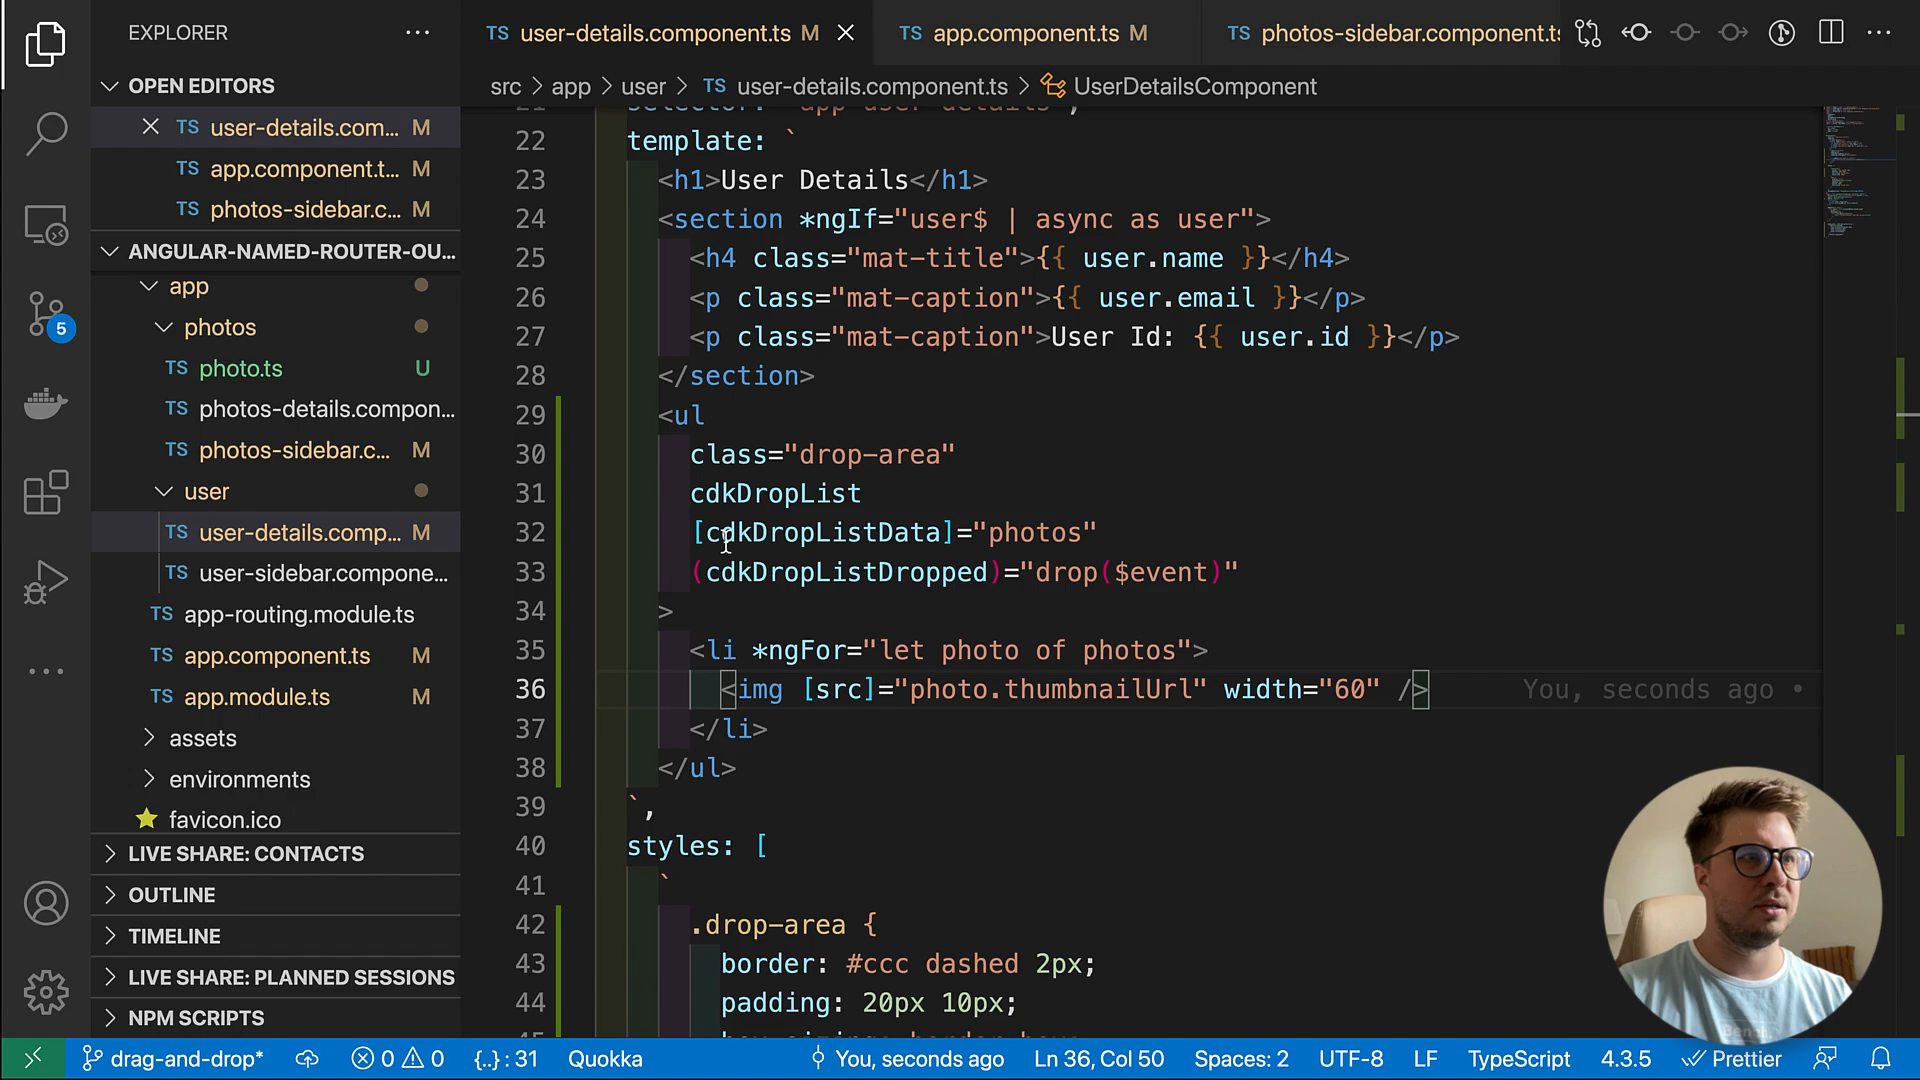 EXPLORER
OPEN EDITORS
TS user-details.com... M
TS app.component.t... M
TS photos-sidebar.c... M
ANGULAR-NAMED-ROUTER-OU...
app
photos
TS photo.ts U
TS photos-details.compon...
TS photos-sidebar.c... M
user
TS user-details.comp... M
TS user-sidebar.compone...
TS app-routing.module.ts
TS app.component.ts M
TS app.module.ts M
assets
environments
favicon.ico
LIVE SHARE: CONTACTS
OUTLINE
TIMELINE
LIVE SHARE: PLANNED SESSIONS
NPM SCRIPTS
5
TS user-details.component.ts M
TS app.component.ts M
TS photos-sidebar.component.ts
src > app > user > TS user-details.component.ts > UserDetailsComponent
selector: 'app-user-details',
22 template: `
23 <h1>User Details</h1>
24 <section *ngIf="user$ | async as user">
25 <h4 class="mat-title">{{ user.name }}</h4>
26 <p class="mat-caption">{{ user.email }}</p>
27 <p class="mat-caption">User Id: {{ user.id }}</p>
28 </section>
29 <ul
30 class="drop-area"
31 cdkDropList
32 [cdkDropListData]="photos"
33 (cdkDropListDropped)="drop($event)"
34 >
35 <li *ngFor="let photo of photos">
36 <img [src]="photo.thumbnailUrl" width="60" /> You, seconds ago •
37 </li>
38 </ul>
39 `,
40 styles: [
41 `
42 .drop-area {
43 border: #ccc dashed 2px;
44 padding: 20px 10px;
drag-and-drop* 0 0 {..} : 31 Quokka You, seconds ago Ln 36, Col 50 Spaces: 2 UTF-8 LF TypeScript 4.3.5 Prettier